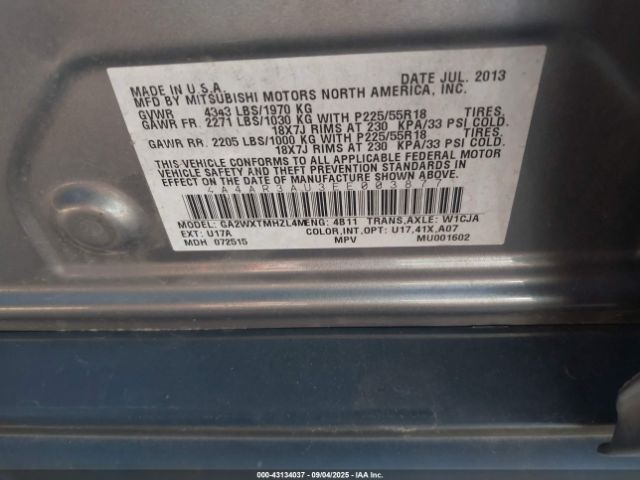 MADE IN U.S.A. DATE JUL. 2013
MFD BY MITSUBISHI MOTORS NORTH AMERICA, INC.
GVWR 4343 LBS/1970 KG
GAWR FR. 2271 LBS/1030 KG WITH P225/55R18 TIRES,
18X7J RIMS AT 230 KPA/33 PSI COLD.
GAWR RR. 2205 LBS/1000 KG WITH P225/55R18 TIRES,
18X7J RIMS AT 230 KPA/33 PSI COLD.
THIS VEHICLE CONFORMS TO ALL APPLICABLE FEDERAL MOTOR
VEHICLE SAFETY AND THEFT PREVENTION STANDARDS IN
EFFECT ON THE DATE OF MANUFACTURE SHOWN ABOVE.
4A4AR3AU3EE003877
MODEL: GA2WXTMHZL4M ENG: 4B11 TRANS,AXLE: W1CJA
EXT: U17A COLOR,INT,OPT: U17,41X,A07
MDH 072515 MPV MU001602
000-43134037 - 09/04/2025 - IAA Inc.